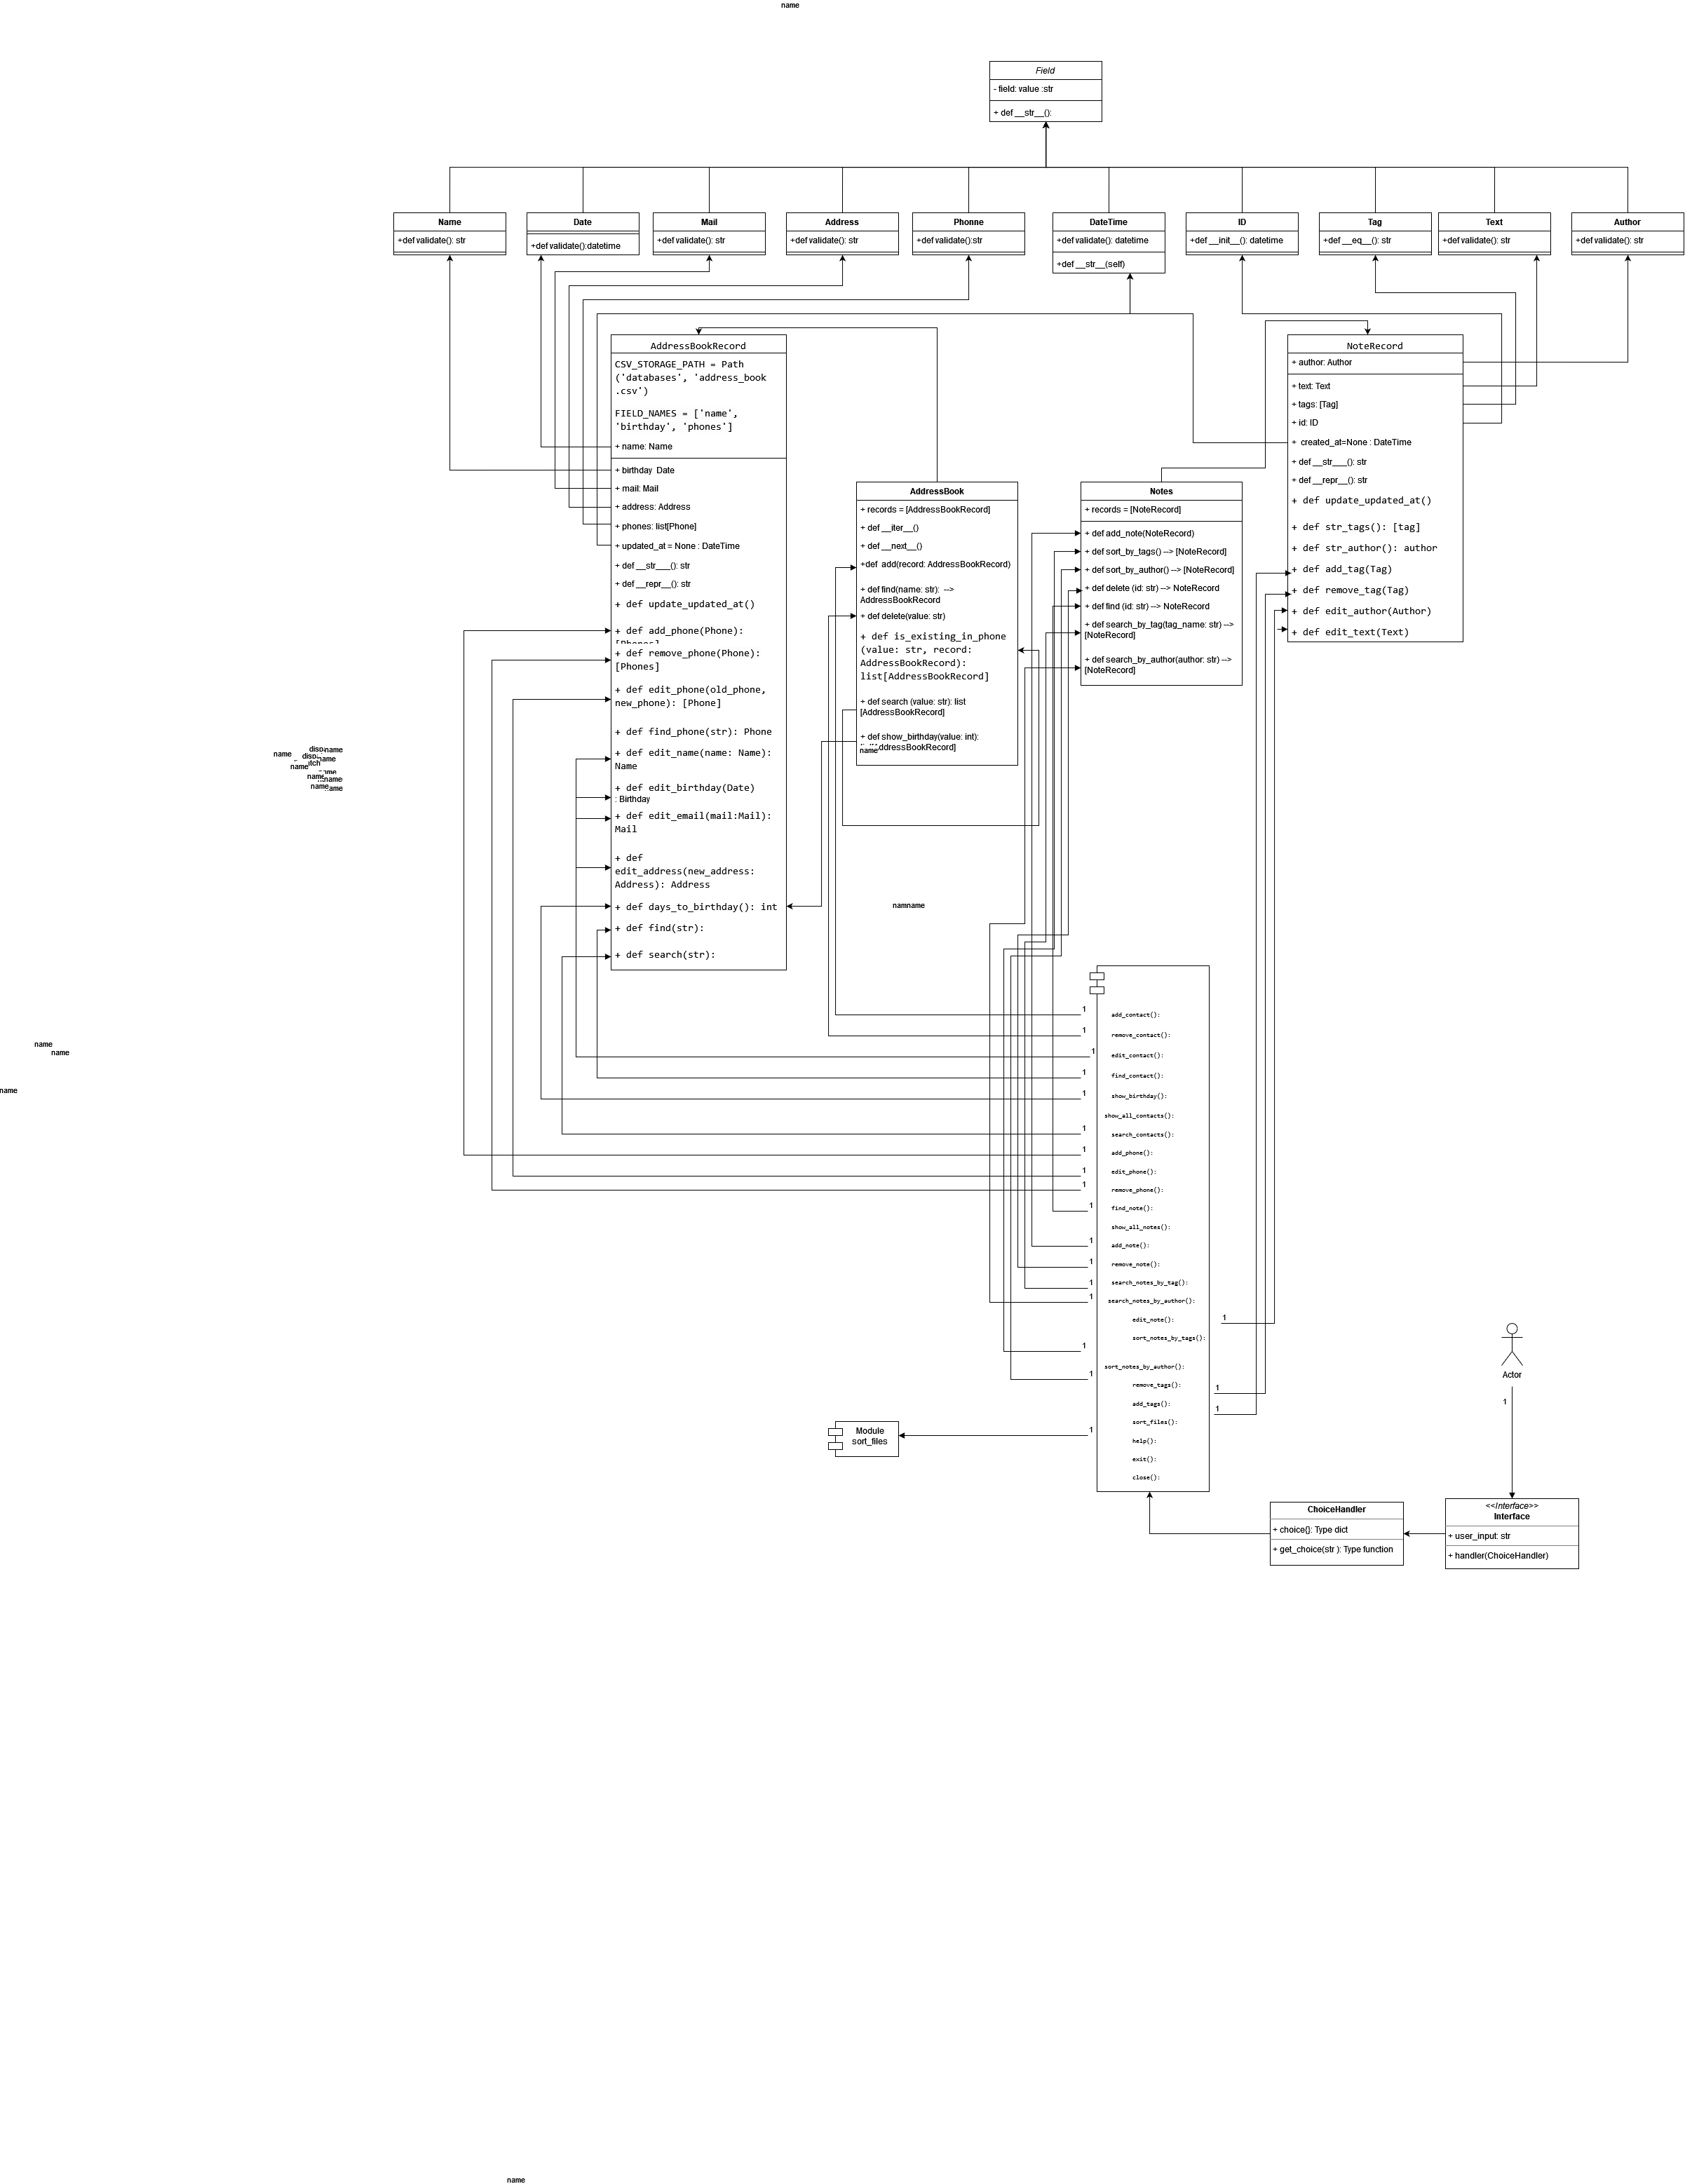 name
Field
- field: value :str
+ def __str__():
Name
+def validate(): str
Date
+def validate():datetime
Mail
+def validate(): str
Address
+def validate(): str
Phonne
+def validate():str
DateTime
+def validate(): datetime
+def __str__(self)
ID
+def __init__(): datetime
Tag
+def __eq__(): str
Text
+def validate(): str
Author
+def validate(): str
AddressBookRecord
CSV_STORAGE_PATH = Path
('databases', 'address_book
.csv')
FIELD_NAMES = ['name',
'birthday', 'phones']
+ name: Name
+ birthday Date
+ mail: Mail
+ address: Address
+ phones: list[Phone]
+ updated_at = None : DateTime
+ def __str___(): str
+ def __repr__(): str
+ def update_updated_at()
+ def add_phone(Phone):
[Phones]
+ def remove_phone(Phone):
[Phones]
+ def edit_phone(old_phone,
new_phone): [Phone]
+ def find_phone(str): Phone
+ def edit_name(name: Name):
Name
+ def edit_birthday(Date)
: Birthday
+ def edit_email(mail:Mail):
Mail
+ def
edit_address(new_address:
Address): Address
+ def days_to_birthday(): int
+ def find(str):
+ def search(str):
AddressBook
+ records = [AddressBookRecord]
+ def __iter__()
+ def __next__()
+def add(record: AddressBookRecord)
+ def find(name: str): -->
AddressBookRecord
+ def delete(value: str)
+ def is_existing_in_phone
(value: str, record:
AddressBookRecord):
list[AddressBookRecord]
+ def search (value: str): list
[AddressBookRecord]
+ def show_birthday(value: int):
AddressBookRecord]
name
Notes
+ records = [NoteRecord]
+ def add_note(NoteRecord)
+ def sort_by_tags() --> [NoteRecord]
+ def sort_by_author() --> [NoteRecord]
+ def delete (id: str) --> NoteRecord
+ def find (id: str) --> NoteRecord
+ def search_by_tag(tag_name: str) -->
[NoteRecord]
+ def search_by_author(author: str) -->
[NoteRecord]
NoteRecord
+ author: Author
+ text: Text
+ tags: [Tag]
+ id: ID
+ created_at=None : DateTime
+ def __str___(): str
+ def __repr__(): str
+ def update_updated_at()
+ def str_tags(): [tag]
+ def str_author(): author
+ def add_tag(Tag)
+ def remove_tag(Tag)
+ def edit_author(Author)
+ def edit_text(Text)
name
name
name
name
name
name
name
name
name
namname
name
name
name
1 add_contact():
1 remove_contact():
1 edit_contact():
1 find_contact():
1 show_birthday():
show_all_contacts():
1 search_contacts():
1 add_phone():
1 edit_phone():
1 remove_phone():
1 find_note():
show_all_notes():
1 add_note():
1 remove_note():
1 search_notes_by_tag():
1 search_notes_by_author():
edit_note(): 1
sort_notes_by_tags():
1
sort_notes_by_author():
1
remove_tags(): 1
add_tags(): 1
sort_files():
1
help():
exit():
close():
Module
sort_files
Actor
1
ChoiceHandler
+ choice{}: Type dict
+ get_choice(str ): Type function
<<Interface>>
Interface
+ user_input: str
+ handler(ChoiceHandler)
name